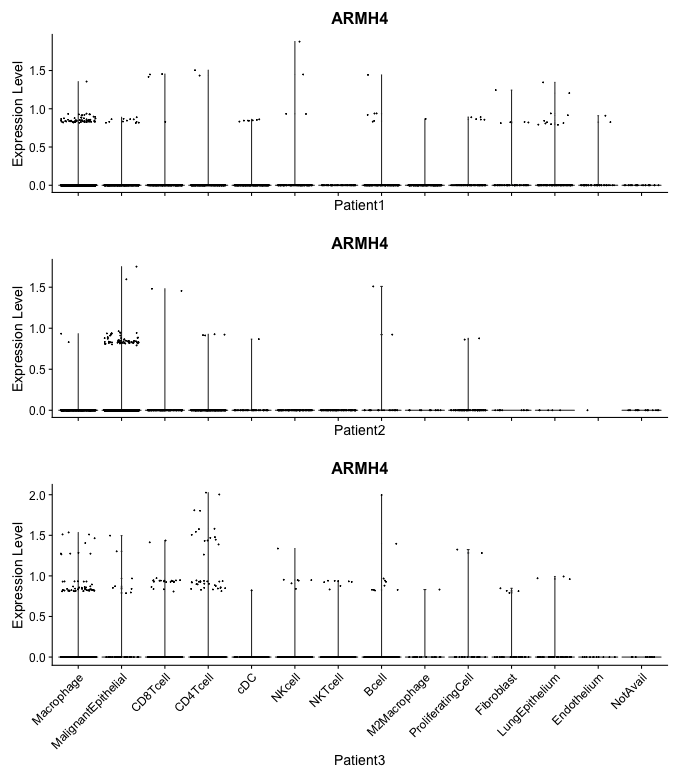 ARMH4
Expression Level
1.5
1.0
0.5
0.0
Patient1
ARMH4
Expression Level
1.5
1.0
0.5
0.0
Patient2
ARMH4
Expression Level
2.0
1.5
1.0
0.5
0.0
Macrophage
MalignantEpithelial
CD8Tcell
CD4Tcell
cDC
NKcell
NKTcell
Bcell
M2Macrophage
ProliferatingCell
Fibroblast
LungEpithelium
Endothelium
NotAvail
Patient3